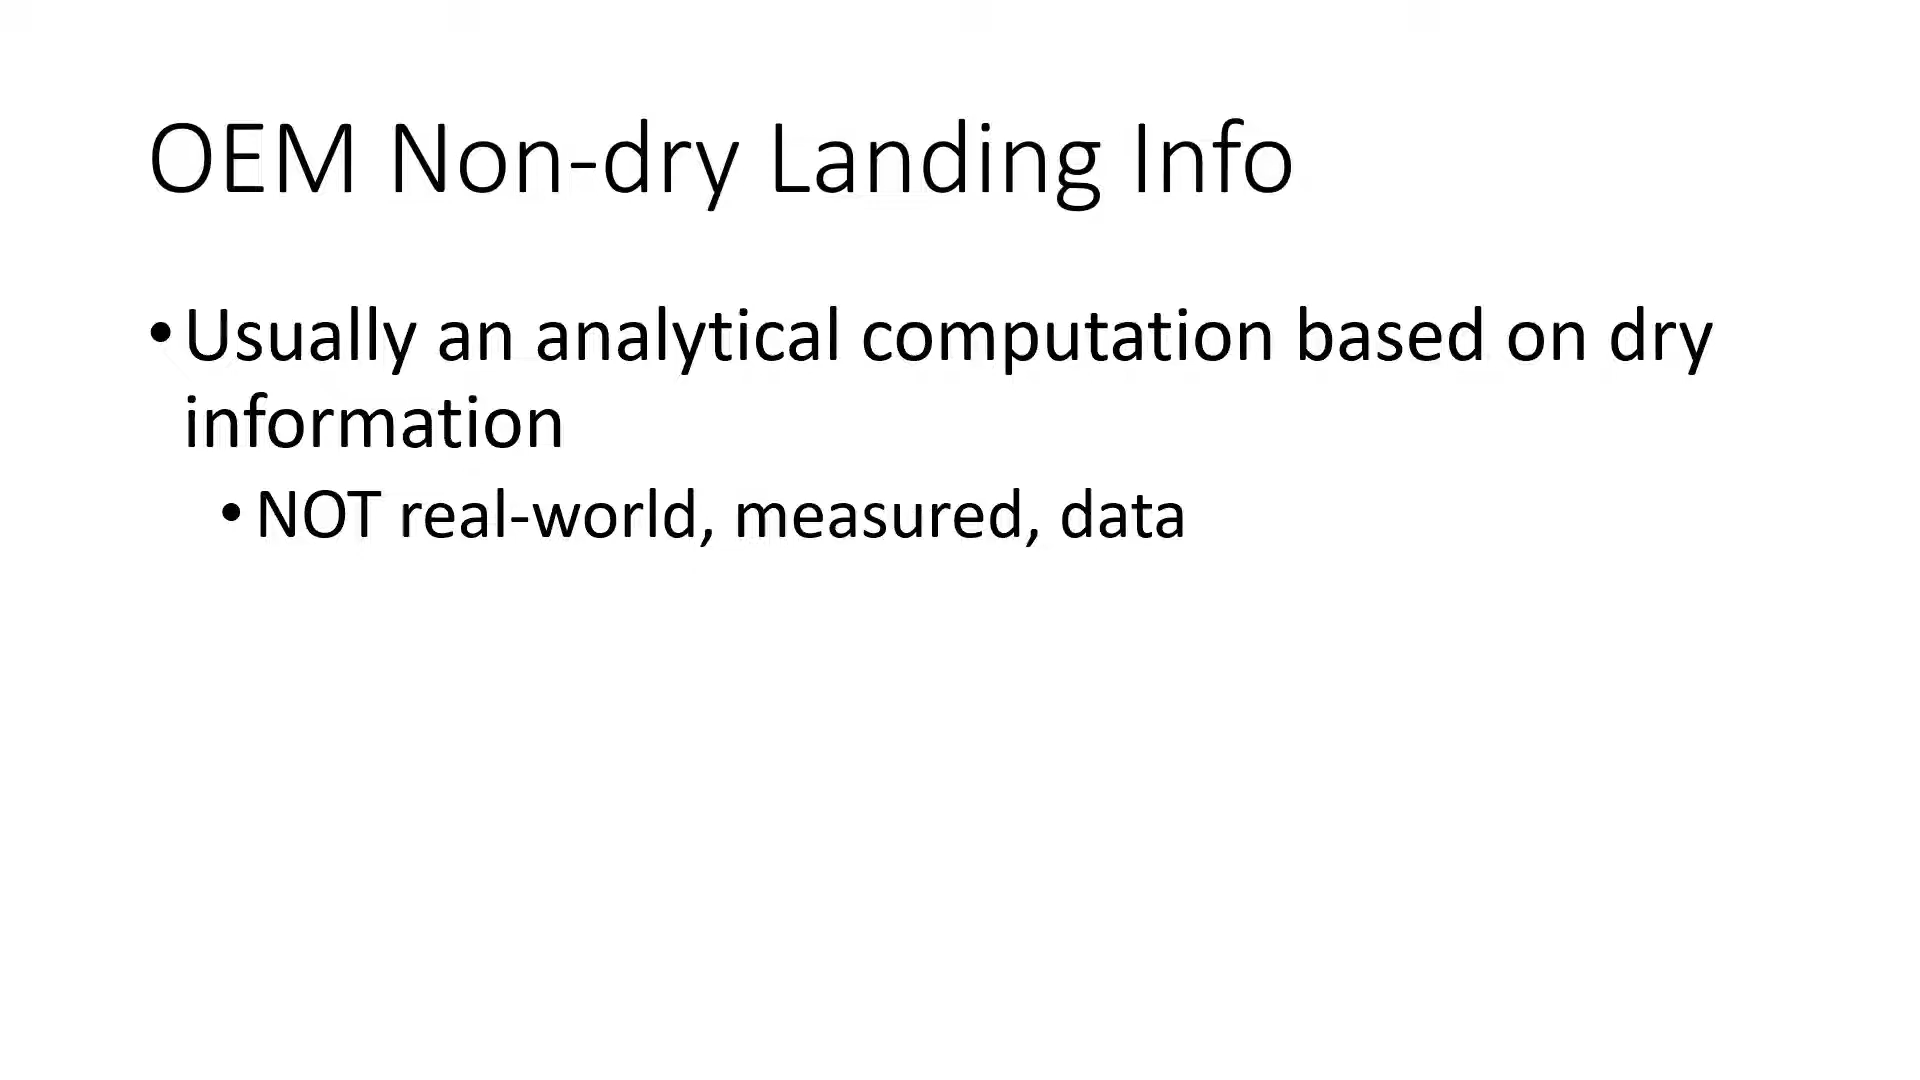 OEM Non-dry Landing Info
•Usually an analytical computation based on dry
information
•NOT real-world, measured, data